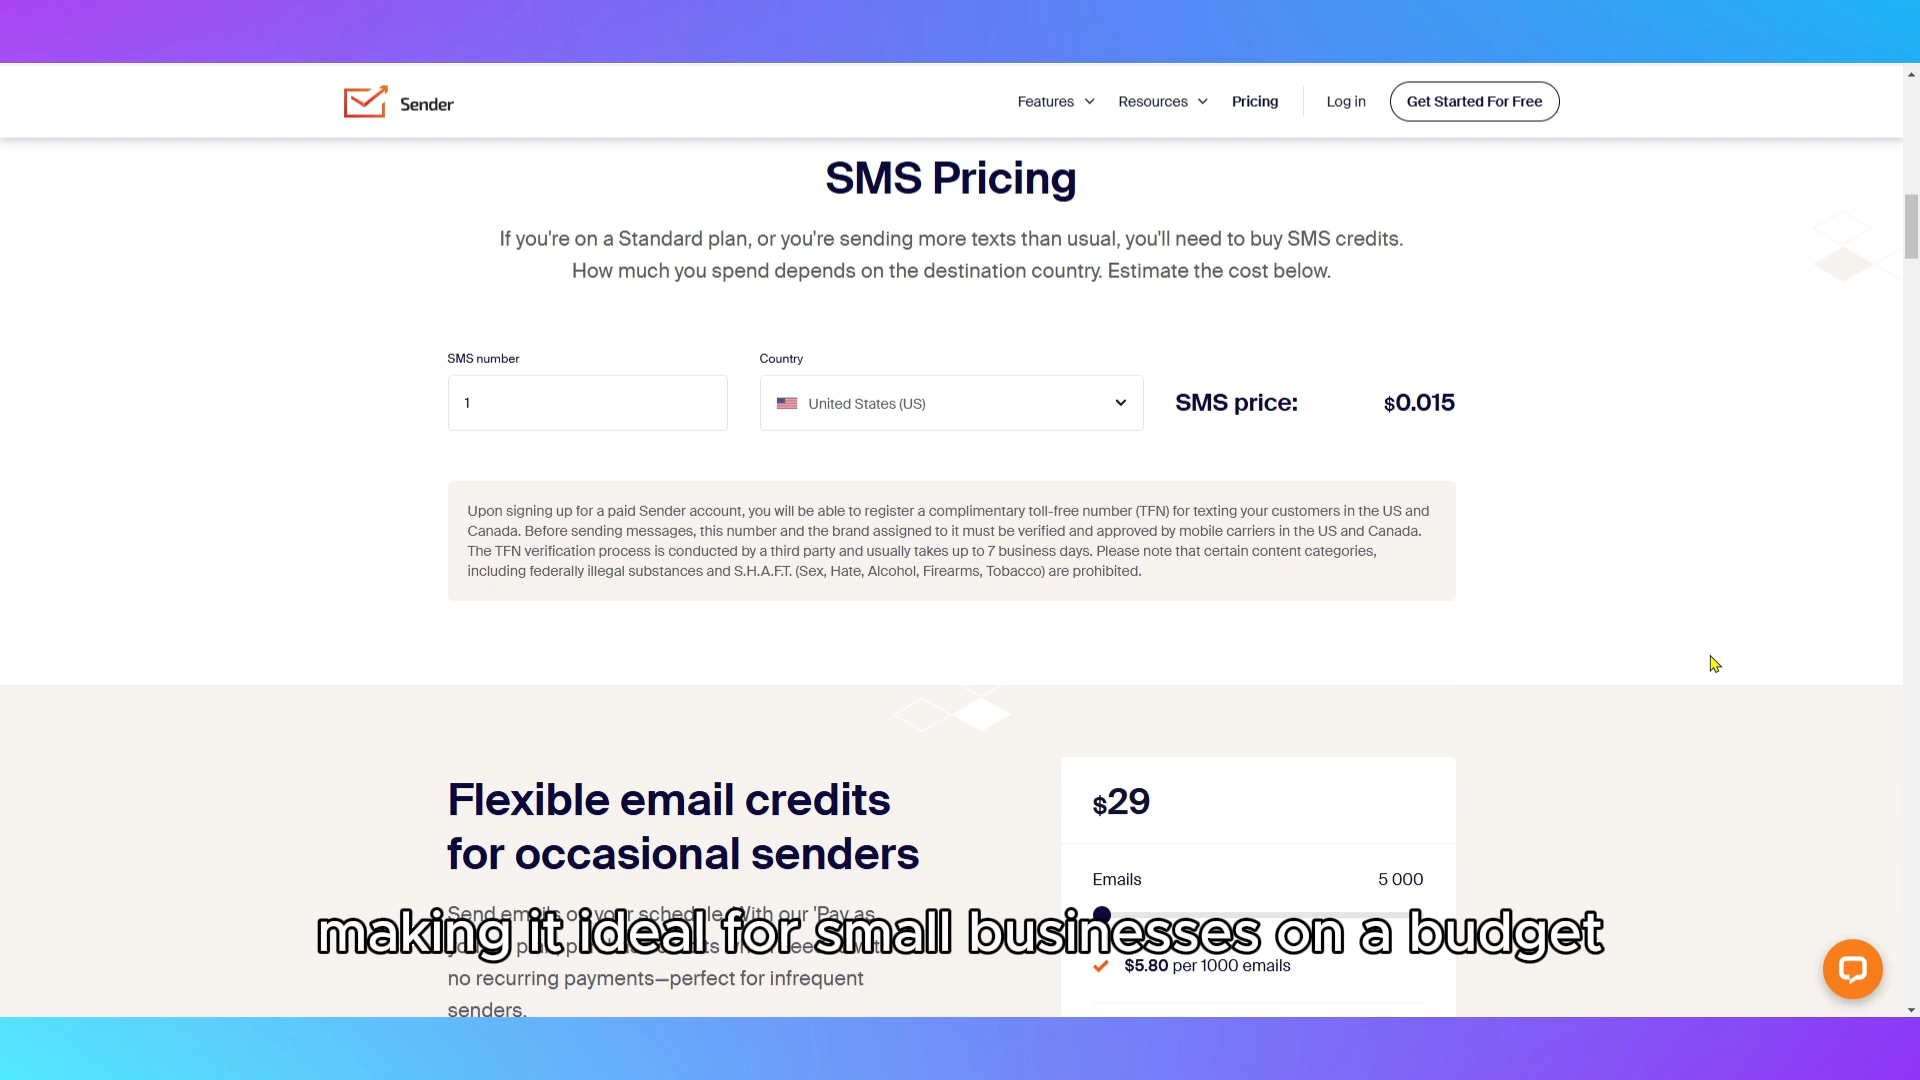 Sender
Features
Resources
Pricing
Log in
Get Started For Free
SMS Pricing
If you're on a Standard plan, or you're sending more texts than usual, you'll need to buy SMS credits.
How much you spend depends on the destination country. Estimate the cost below.
SMS number
Country
1
United States (US)
SMS price:
$0.015
Upon signing up for a paid Sender account, you will be able to register a complimentary toll-free number (TFN) for texting your customers in the US and
Canada. Before sending messages, this number and the brand assigned to it must be verified and approved by mobile carriers in the US and Canada.
The TFN verification process is conducted by a third party and usually takes up to 7 business days. Please note that certain content categories,
including federally illegal substances and S.H.A.F.T. (Sex, Hate, Alcohol, Firearms, Tobacco) are prohibited.
Flexible email credits
for occasional senders
$29
Emails
5 000
Send emails on your schedule. With our 'Pay as
making it ideal for small businesses on a budget
$5.80 per 1000 emails
no recurring payments—perfect for infrequent
senders.